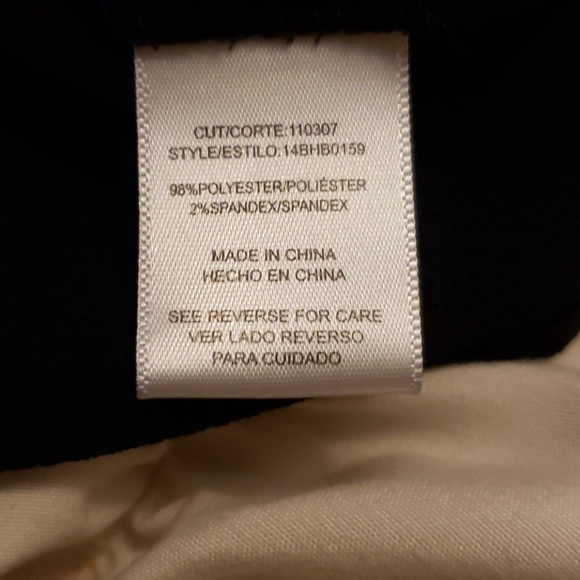 CUT/CORTE:110307
STYLE/ESTILO:14BHB0159
98%POLYESTER/POLIÉSTER
2%SPANDEX/SPANDEX
MADE IN CHINA
HECHO EN CHINA
SEE REVERSE FOR CARE
VER LADO REVERSO
PARA CUIDADO